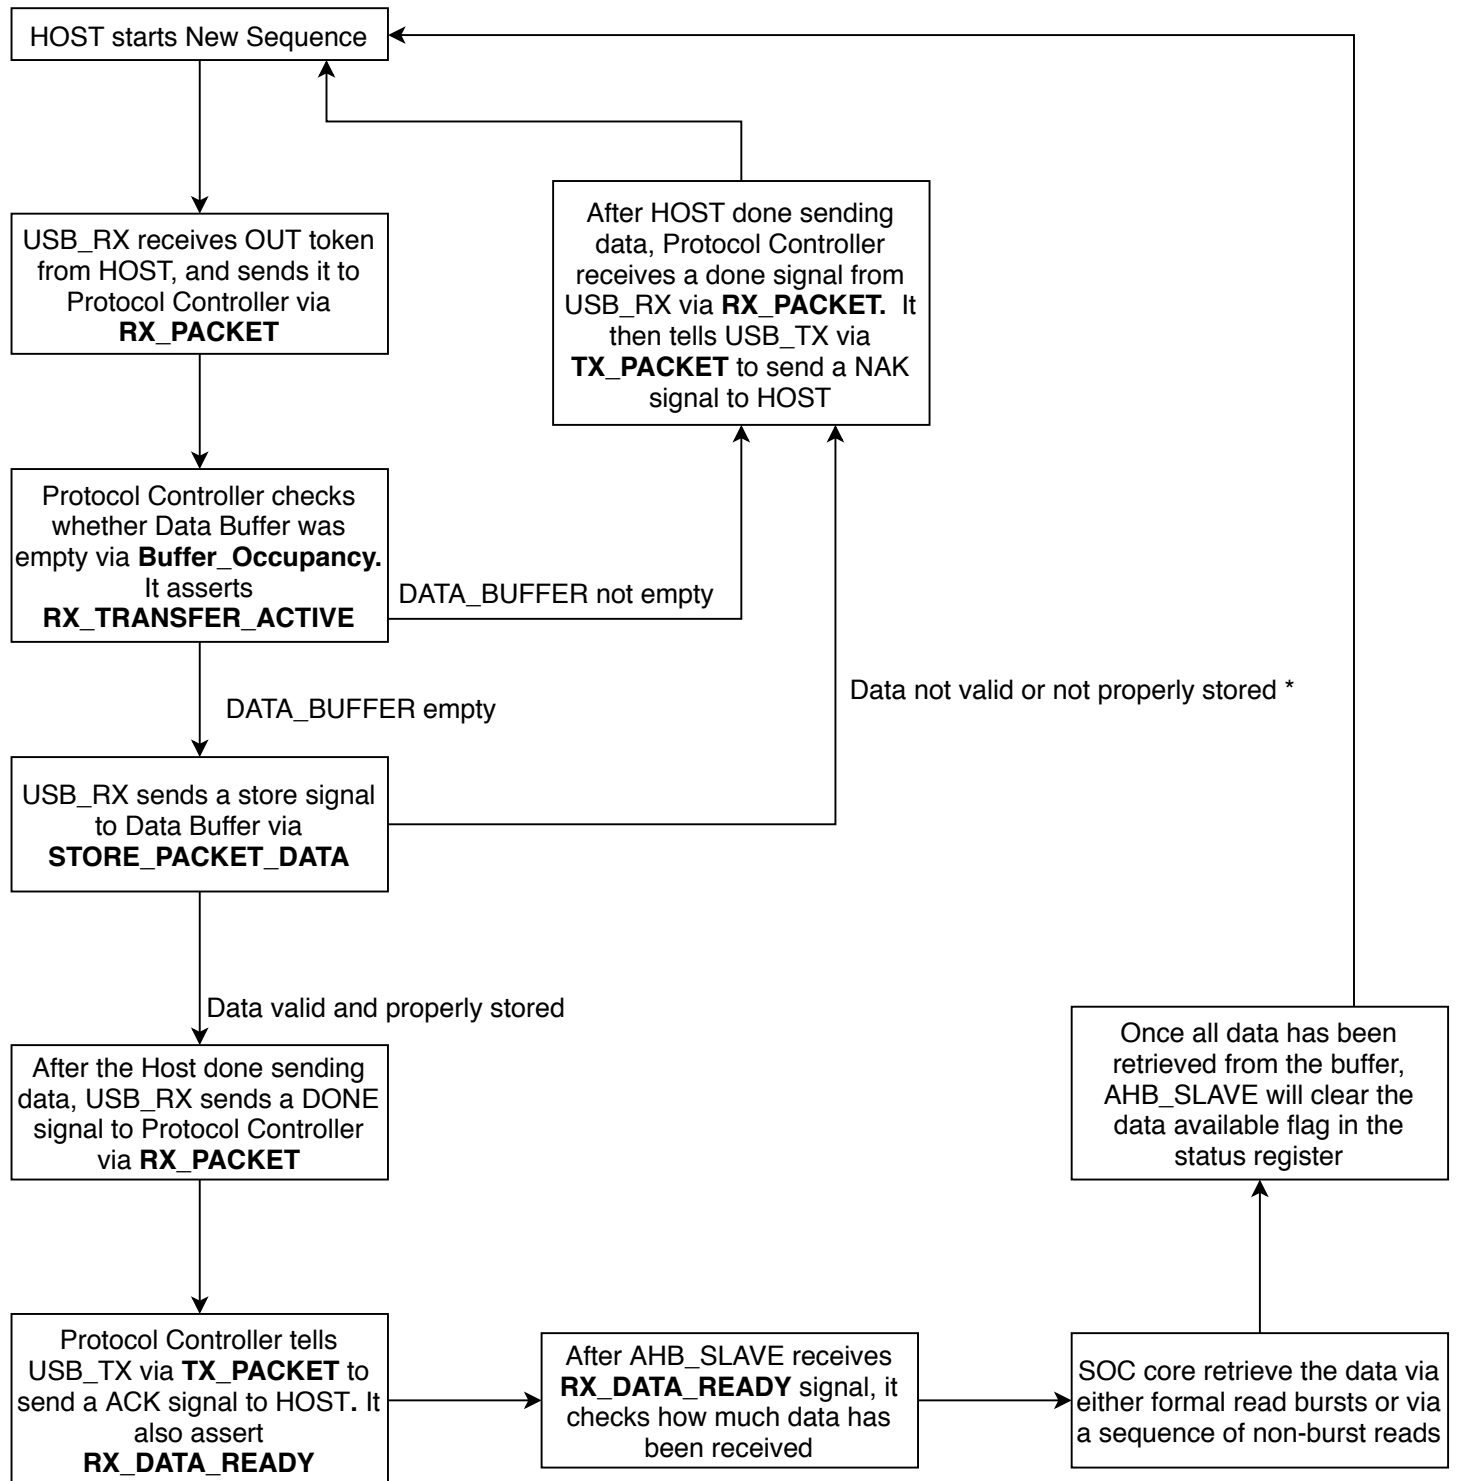 HOST starts New Sequence
USB_RX receives OUT token
from HOST, and sends it to
Protocol Controller via
RX_PACKET
After HOST done sending
data, Protocol Controller
receives a done signal from
USB_RX via RX_PACKET. It
then tells USB_TX via
TX_PACKET to send a NAK
signal to HOST
Protocol Controller checks
whether Data Buffer was
empty via Buffer_Occupancy.
It asserts
RX_TRANSFER_ACTIVE
DATA_BUFFER not empty
DATA_BUFFER empty
Data not valid or not properly stored *
USB_RX sends a store signal
to Data Buffer via
STORE_PACKET_DATA
Data valid and properly stored
After the Host done sending
data, USB_RX sends a DONE
signal to Protocol Controller
via RX_PACKET
Once all data has been
retrieved from the buffer,
AHB_SLAVE will clear the
data available flag in the
status register
Protocol Controller tells
USB_TX via TX_PACKET to
send a ACK signal to HOST. It
also assert
RX_DATA_READY
After AHB_SLAVE receives
RX_DATA_READY signal, it
checks how much data has
been received
SOC core retrieve the data via
either formal read bursts or via
a sequence of non-burst reads